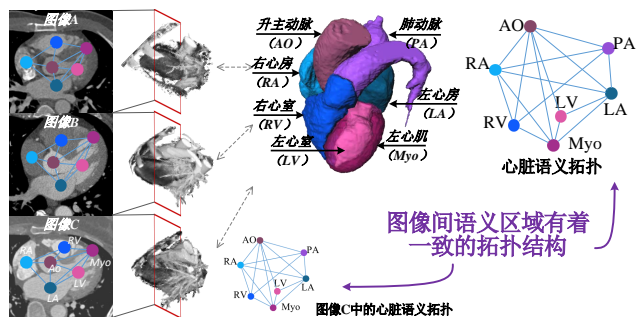 图像A
图像B
图像C
RA
RV
Ao
Myo
LA
LV
升主动脉
（AO）
肺动脉
（PA）
右心房
（RA）
左心房
（LA）
右心室
（RV）
左心室
（LV）
左心肌
（Myo）
AO
PA
RA
LV
LA
RV
Myo
心脏语义拓扑
图像间语义区域有着
一致的拓扑结构
AO
PA
RA
LV
LA
RV
Myo
图像C中的心脏语义拓扑